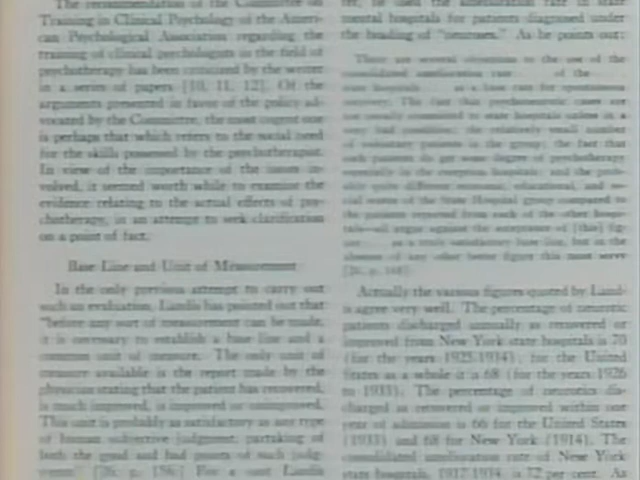 The recommendation of the Committee on
Training in Clinical Psychology of the Ameri-
can Psychological Association regarding the
training of clinical psychologists in the field of
psychotherapy has been criticized by the writer
in a series of papers [10, 11, 12]. Of the
arguments presented in favor of the policy ad-
vocated by the Committee, the most cogent one
is perhaps that which refers to the social need
for the skills possessed by the psychotherapist.
In view of the importance of the issues in-
volved, it seemed worth while to examine the
evidence relating to the actual effects of psy-
chotherapy, in an attempt to seek clarification
on a point of fact.
Base Line and Unit of Measurement
In the only previous attempt to carry out
such an evaluation, Landis has pointed out that
"before any sort of measurement can be made,
it is necessary to establish a base line and a
common unit of measure. The only unit of
measure available is the report made by the
physician stating that the patient has recovered,
is much improved, is improved or unimproved.
This unit is probably as satisfactory as any type
of human subjective judgment, partaking of
both the good and bad points of such judg-
ments" [26, p. 156]. For a unit Landis
he used the amelioration rate in state
mental hospitals for patients diagnosed under
the heading of "neuroses." As he points out:
There are several objections to the use of the
consolidated amelioration rate of the
state hospitals as a base rate for spontaneous
recovery. The fact that psychoneurotic cases are
not usually committed to state hospitals unless in a
very bad condition; the relatively small number
of voluntary patients in the group; the fact that
such patients do get some degree of psychotherapy
especially in the reception hospitals; and the prob-
ably quite different economic, educational, and so-
cial status of the State Hospital group compared to
the patients reported from each of the other hospi-
tals—all argue against the acceptance of [this] fig-
ure as a truly satisfactory base line, but in the
absence of any other better figure this must serve
[26, p. 168].
Actually the various figures quoted by Land-
is agree very well. The percentage of neurotic
patients discharged annually as recovered or
improved from New York state hospitals is 70
(for the years 1925-1934); for the United
States as a whole it is 68 (for the years 1926
to 1933). The percentage of neurotics dis-
charged as recovered or improved within one
year of admission is 66 for the United States
(1933) and 68 for New York (1914). The
consolidated amelioration rate of New York
state hospitals, 1917-1934, is 72 per cent. As